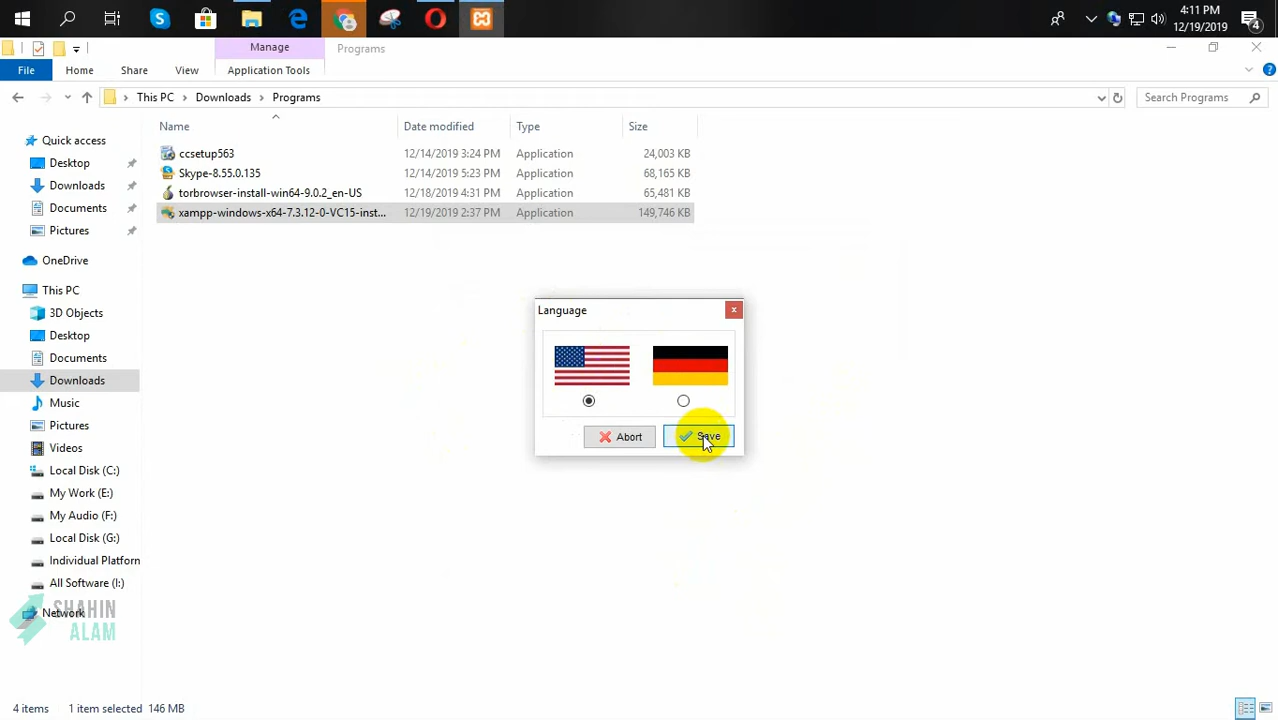 4:11 PM
12/19/2019
4
Manage
Programs
File
Home
Share
View
Application Tools
This PC
Downloads
Programs
Search Programs
Name
Date modified
Type
Size
Quick access
Desktop
Downloads
Documents
Pictures
OneDrive
This PC
3D Objects
Desktop
Documents
Downloads
Music
Pictures
Videos
Local Disk (C:)
My Work (E:)
My Audio (F:)
Local Disk (G:)
Individual Platforn
All Software (I:)
Network
ccsetup563 12/14/2019 3:24 PM Application 24,003 KB
Skype-8.55.0.135 12/14/2019 5:23 PM Application 68,165 KB
torbrowser-install-win64-9.0.2_en-US 12/18/2019 4:31 PM Application 65,481 KB
xampp-windows-x64-7.3.12-0-VC15-inst... 12/19/2019 2:37 PM Application 149,746 KB
Language
Abort
Save
SHAHIN
ALAM
4 items
1 item selected 146 MB